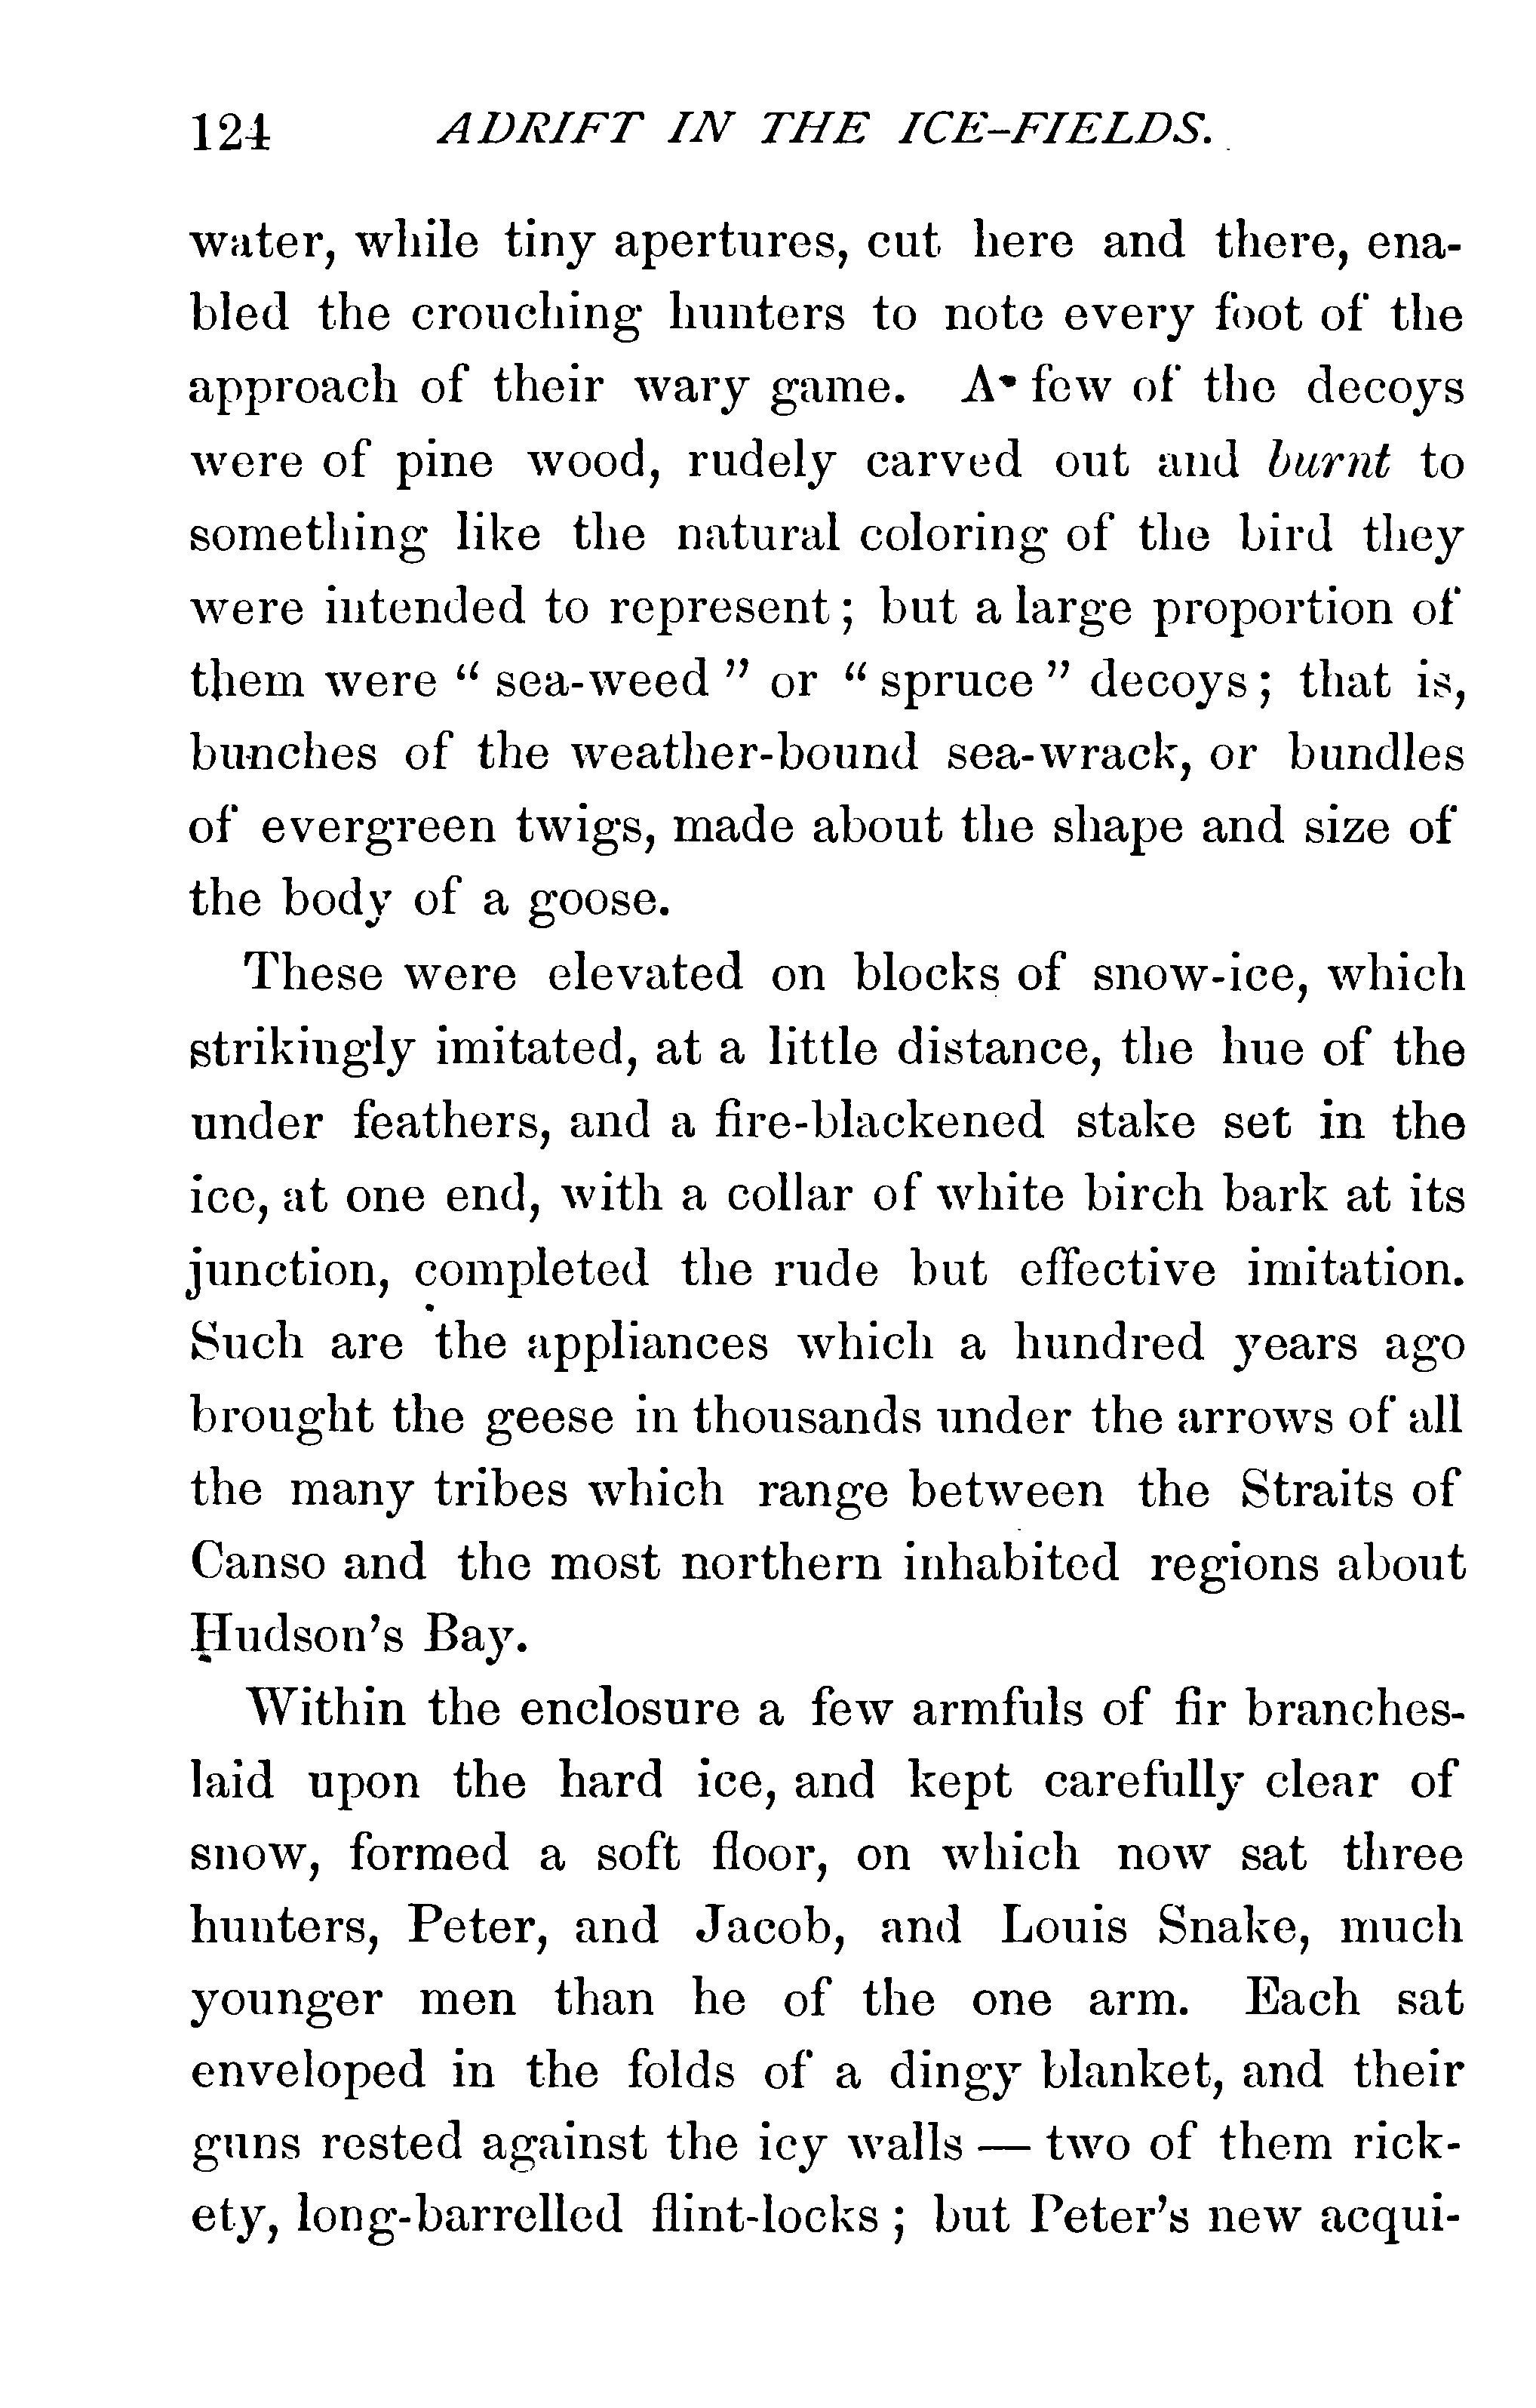 124 ADRIFT IN THE ICE-FIELDS.
water, while tiny apertures, cut here and there, ena-
bled the crouching hunters to note every foot of the
approach of their wary game. A few of the decoys
were of pine wood, rudely carved out and burnt to
something like the natural coloring of the bird they
were intended to represent; but a large proportion of
them were “ sea-weed ” or “ spruce ” decoys; that is,
bunches of the weather-bound sea-wrack, or bundles
of evergreen twigs, made about the shape and size of
the body of a goose.
These were elevated on blocks of snow-ice, which
strikingly imitated, at a little distance, the hue of the
under feathers, and a fire-blackened stake set in the
ice, at one end, with a collar of white birch bark at its
junction, completed the rude but effective imitation.
Such are the appliances which a hundred years ago
brought the geese in thousands under the arrows of all
the many tribes which range between the Straits of
Canso and the most northern inhabited regions about
Hudson’s Bay.
Within the enclosure a few armfuls of fir branches-
laid upon the hard ice, and kept carefully clear of
snow, formed a soft floor, on which now sat three
hunters, Peter, and Jacob, and Louis Snake, much
younger men than he of the one arm. Each sat
enveloped in the folds of a dingy blanket, and their
guns rested against the icy walls — two of them rick-
ety, long-barrelled flint-locks ; but Peter’s new acqui-